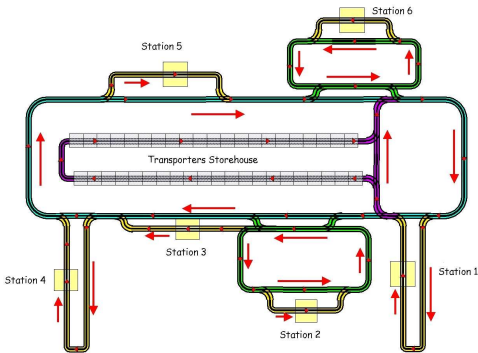 Station 6
Station 5
Transporters Storehouse
Station 3
Station 4
Station 1
Station 2